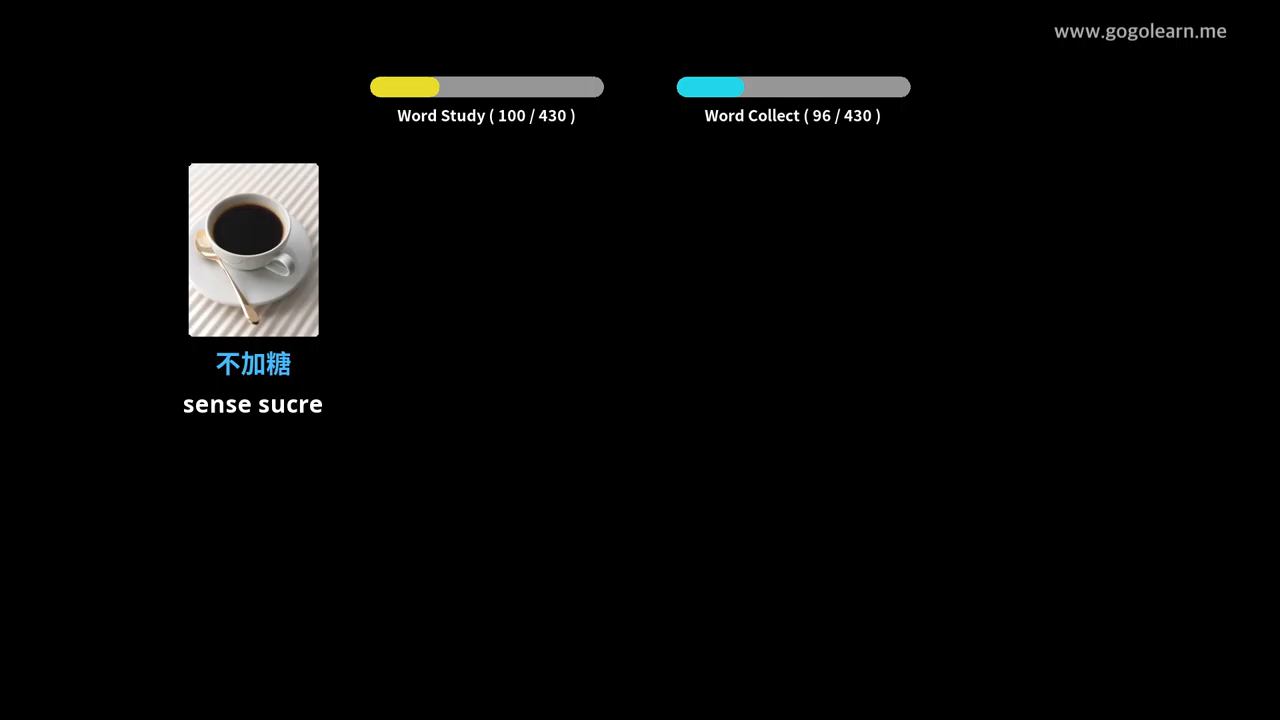 www.gogolearn.me
Word Study ( 100 / 430 )
Word Collect ( 96 / 430 )
不加糖
sense sucre